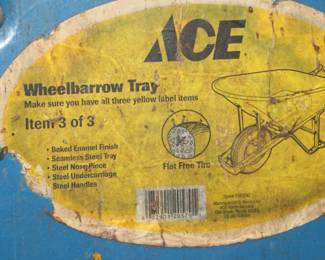 ACE
Wheelbarrow Tray
Make sure you have all three yellow label items
Item 3 of 3
• Baked Enamel Finish
• Seamless Steel Tray
• Steel Nose Piece
• Steel Undercarriage
Steel Handles
Flat Free Tire